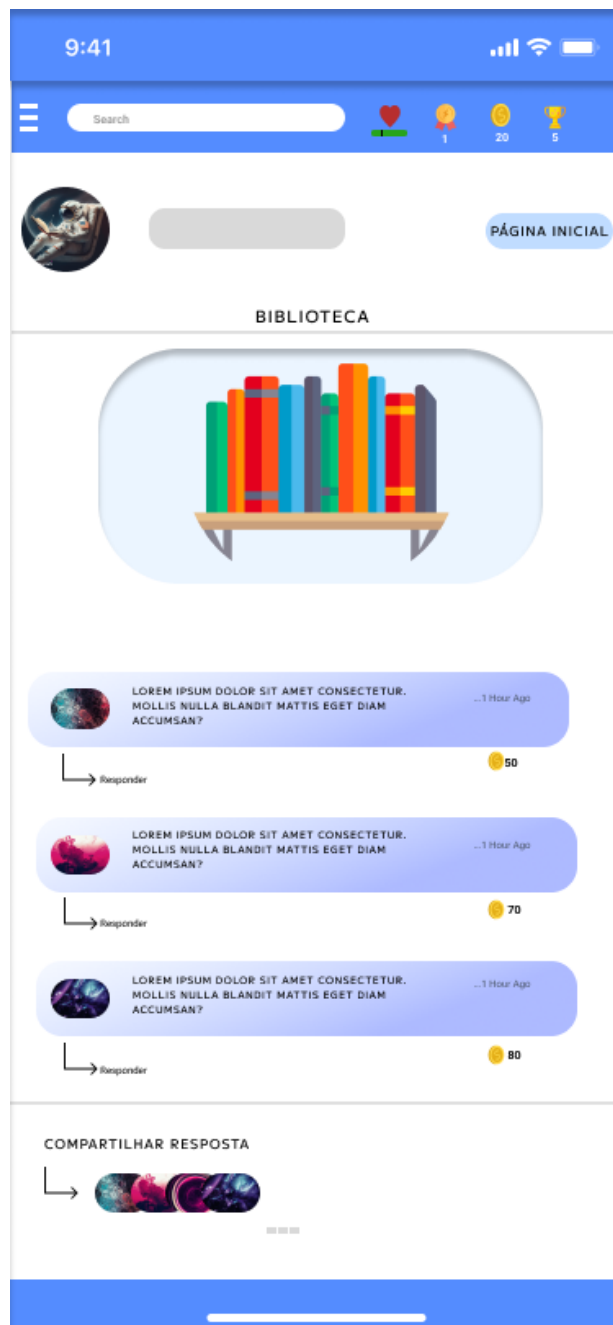 9:41
Search
1
20
5
PÁGINA INICIAL
BIBLIOTECA
LOREM IPSUM DOLOR SIT AMET CONSECTETUR.
MOLLIS NULLA BLANDIT MATTIS EGET DIAM
ACCUMSAN?
...1 Hour Ago
Responder
50
LOREM IPSUM DOLOR SIT AMET CONSECTETUR.
MOLLIS NULLA BLANDIT MATTIS EGET DIAM
ACCUMSAN?
...1 Hour Ago
Responder
70
LOREM IPSUM DOLOR SIT AMET CONSECTETUR.
MOLLIS NULLA BLANDIT MATTIS EGET DIAM
ACCUMSAN?
...1 Hour Ago
Responder
80
COMPARTILHAR RESPOSTA